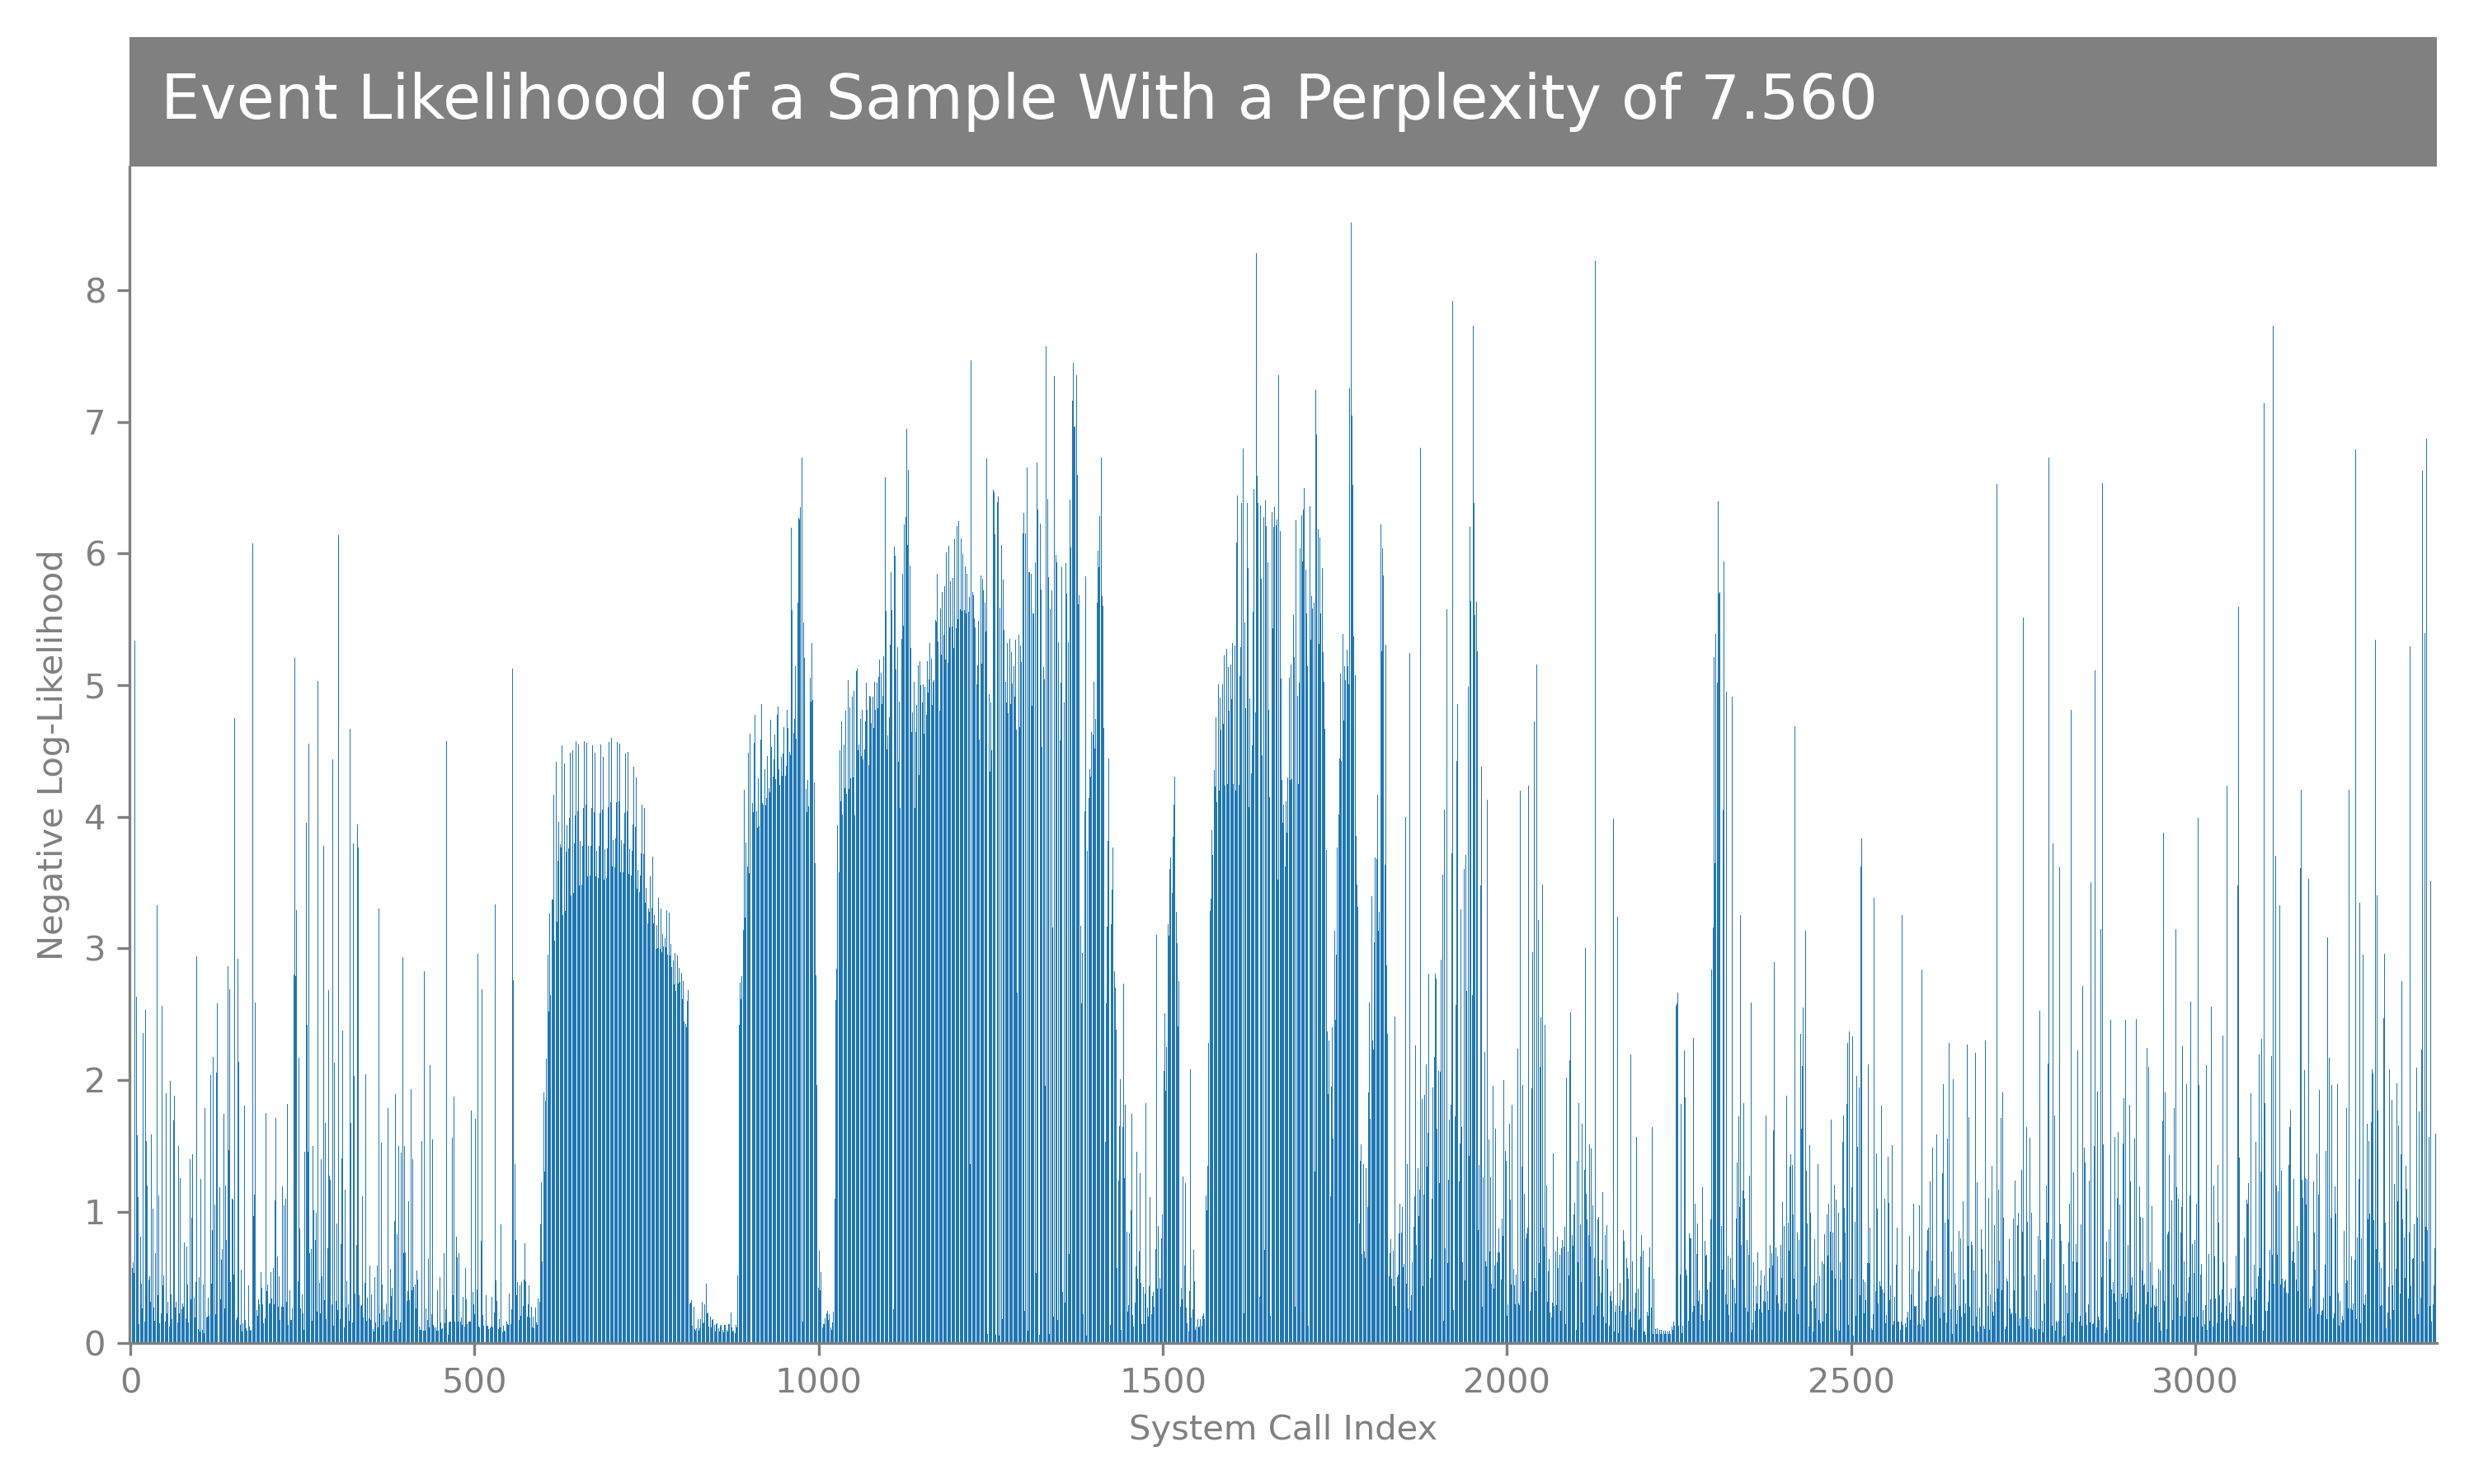 Event Likelihood of a Sample With a Perplexity of 7.560
Negative Log-Likelihood
8
7
6
5
4
3
2
1
0
0 500 1000 1500 2000 2500 3000
System Call Index